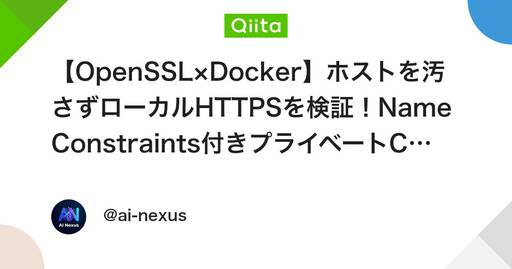 Qiita
【OpenSSL×Docker】ホストを汚
さずローカルHTTPSを検証！Name
Constraints付きプライベートC…
AI Nexus
@ai-nexus